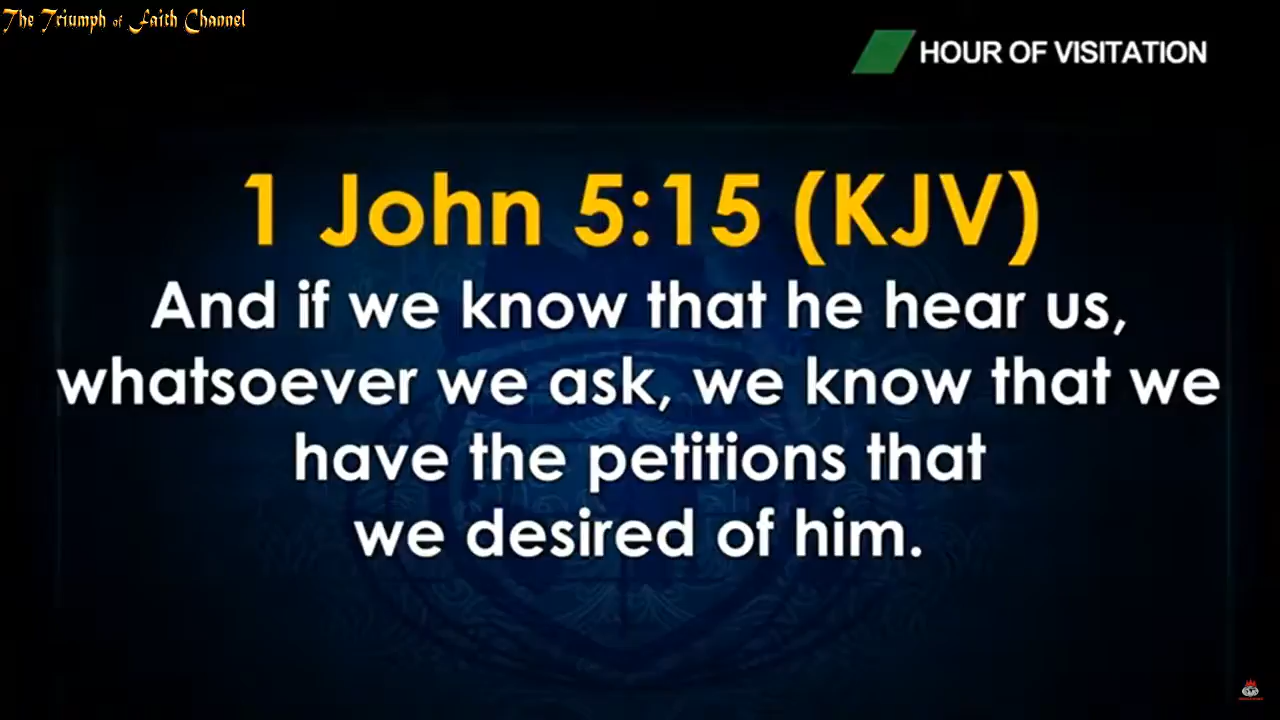 The Triumph of Faith Channel
HOUR OF VISITATION
1 John 5:15 (KJV)
And if we know that he hear us,
whatsoever we ask, we know that we
have the petitions that
we desired of him.